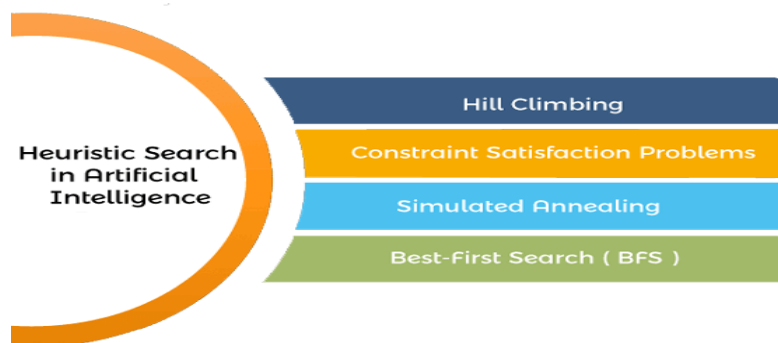 Heuristic Search
in Artificial
Intelligence
Hill Climbing
Constraint Satisfaction Problems
Simulated Annealing
Best-First Search ( BFS )